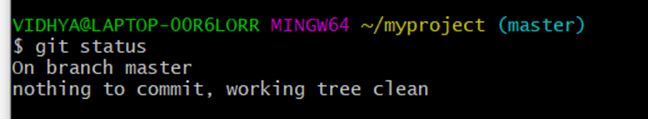 VIDHYA@LAPTOP-OOR6LORR MINGW64 ~/myproject (master)
$ git status
On branch master
nothing to commit, working tree clean